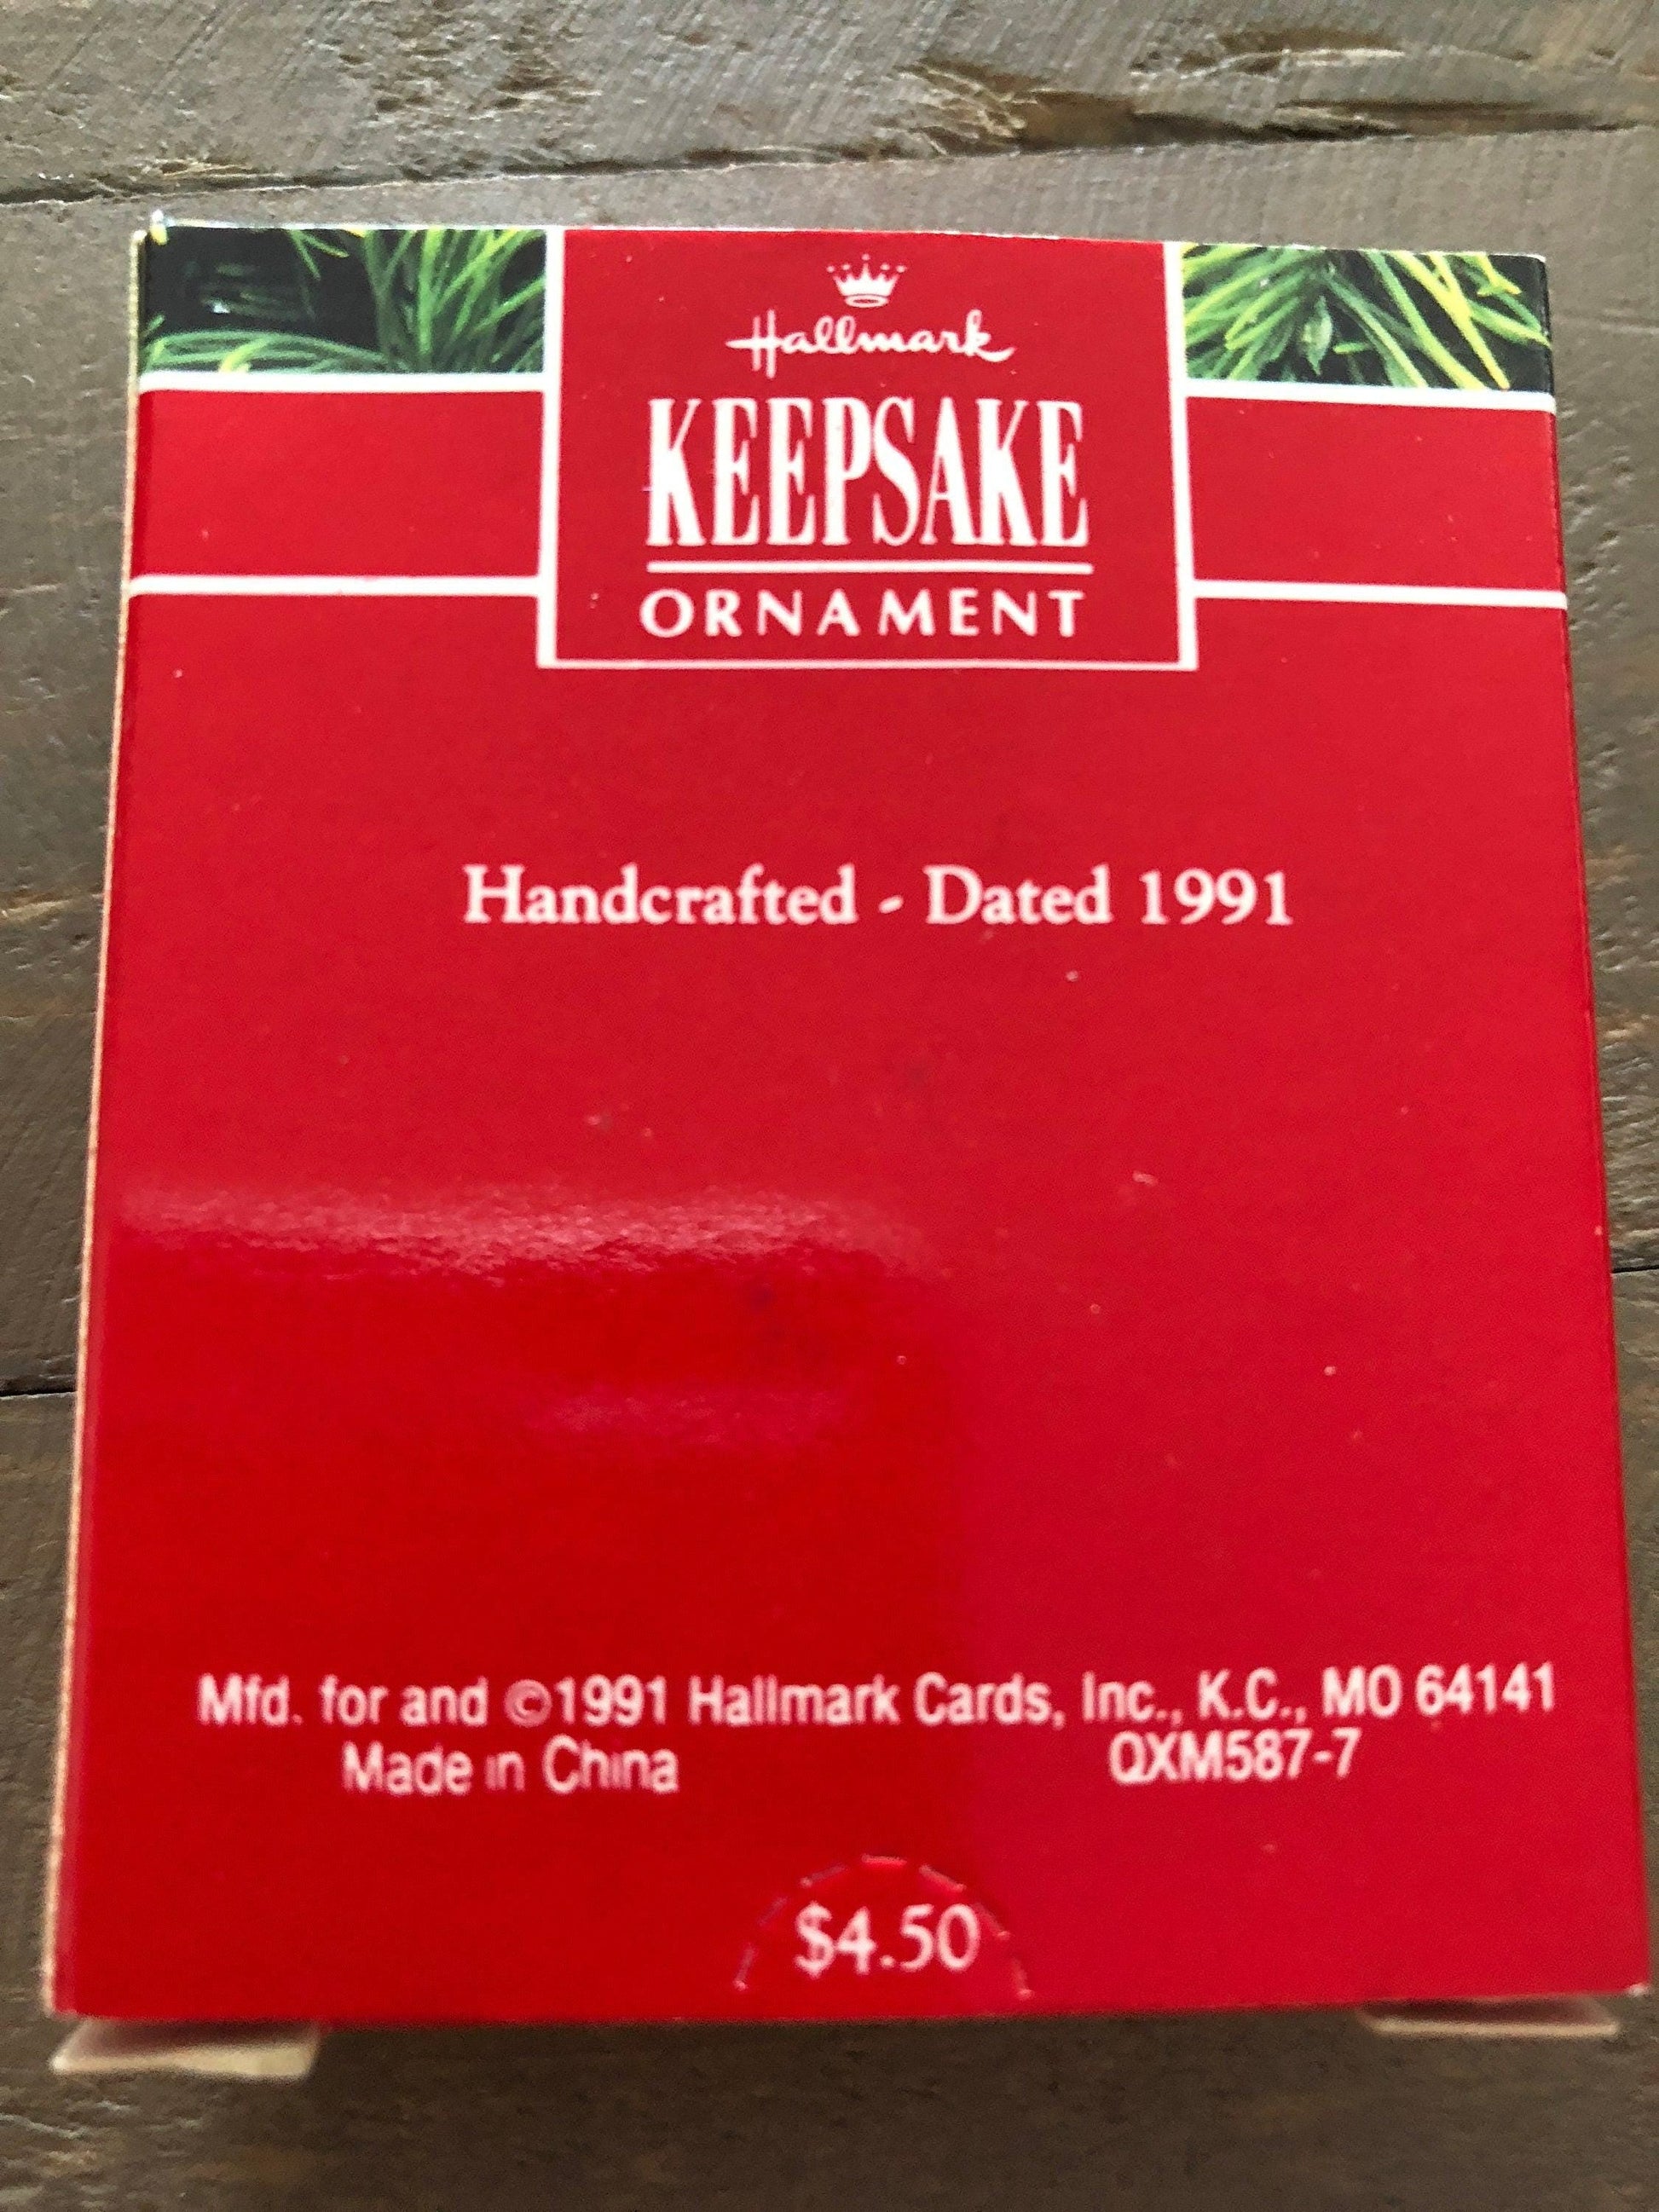 Hallmark
KEEPSAKE
ORNAMENT
Handcrafted - Dated 1991
Mfd. for and ©1991 Hallmark Cards, Inc., K.C., MO 64141
Made in China QXM587-7
$4.50